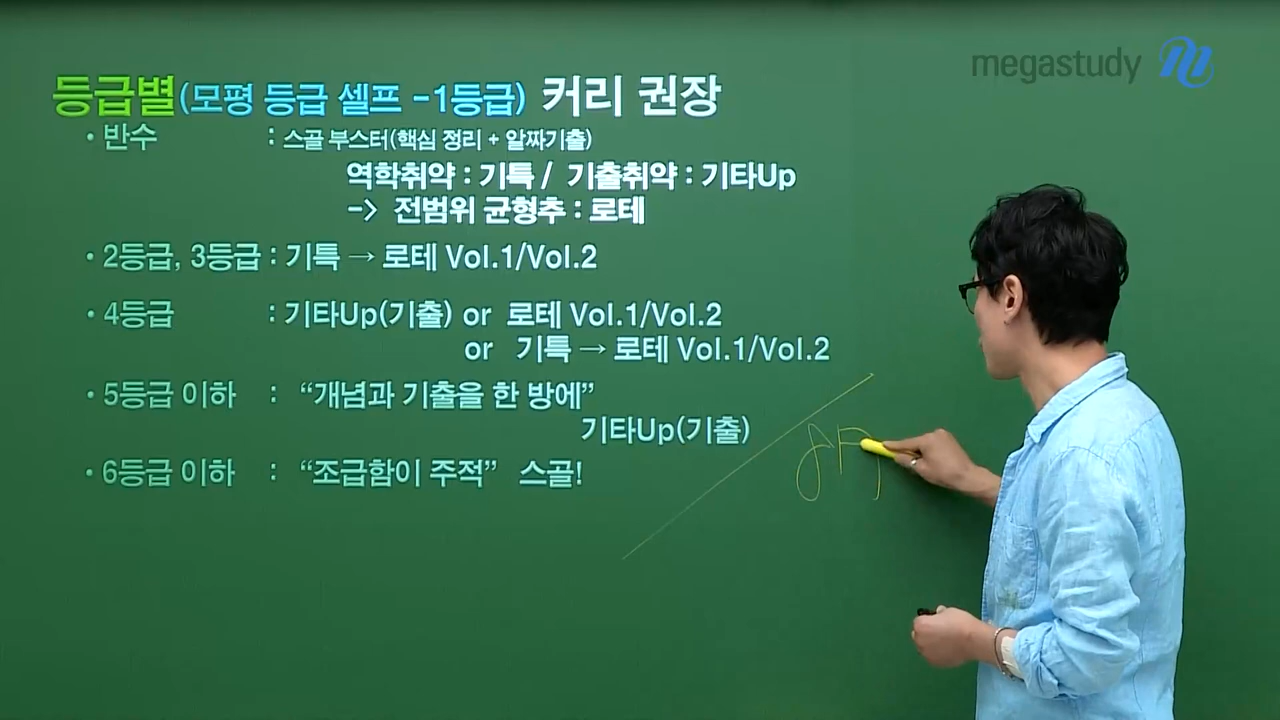 megastudy
등급별(모평 등급 셀프 -1등급) 커리 권장
• 반수 : 스골 부스터(핵심 정리 + 알짜기출)
역학취약 : 기특 / 기출취약 : 기타Up
-> 전범위 균형추 : 로테
• 2등급, 3등급 : 기특 → 로테 Vol.1/Vol.2
• 4등급 : 기타Up(기출) or 로테 Vol.1/Vol.2
or 기특 → 로테 Vol.1/Vol.2
• 5등급 이하 : “개념과 기출을 한 방에”
기타Up(기출)
• 6등급 이하 : “조급함이 주적” 스골!